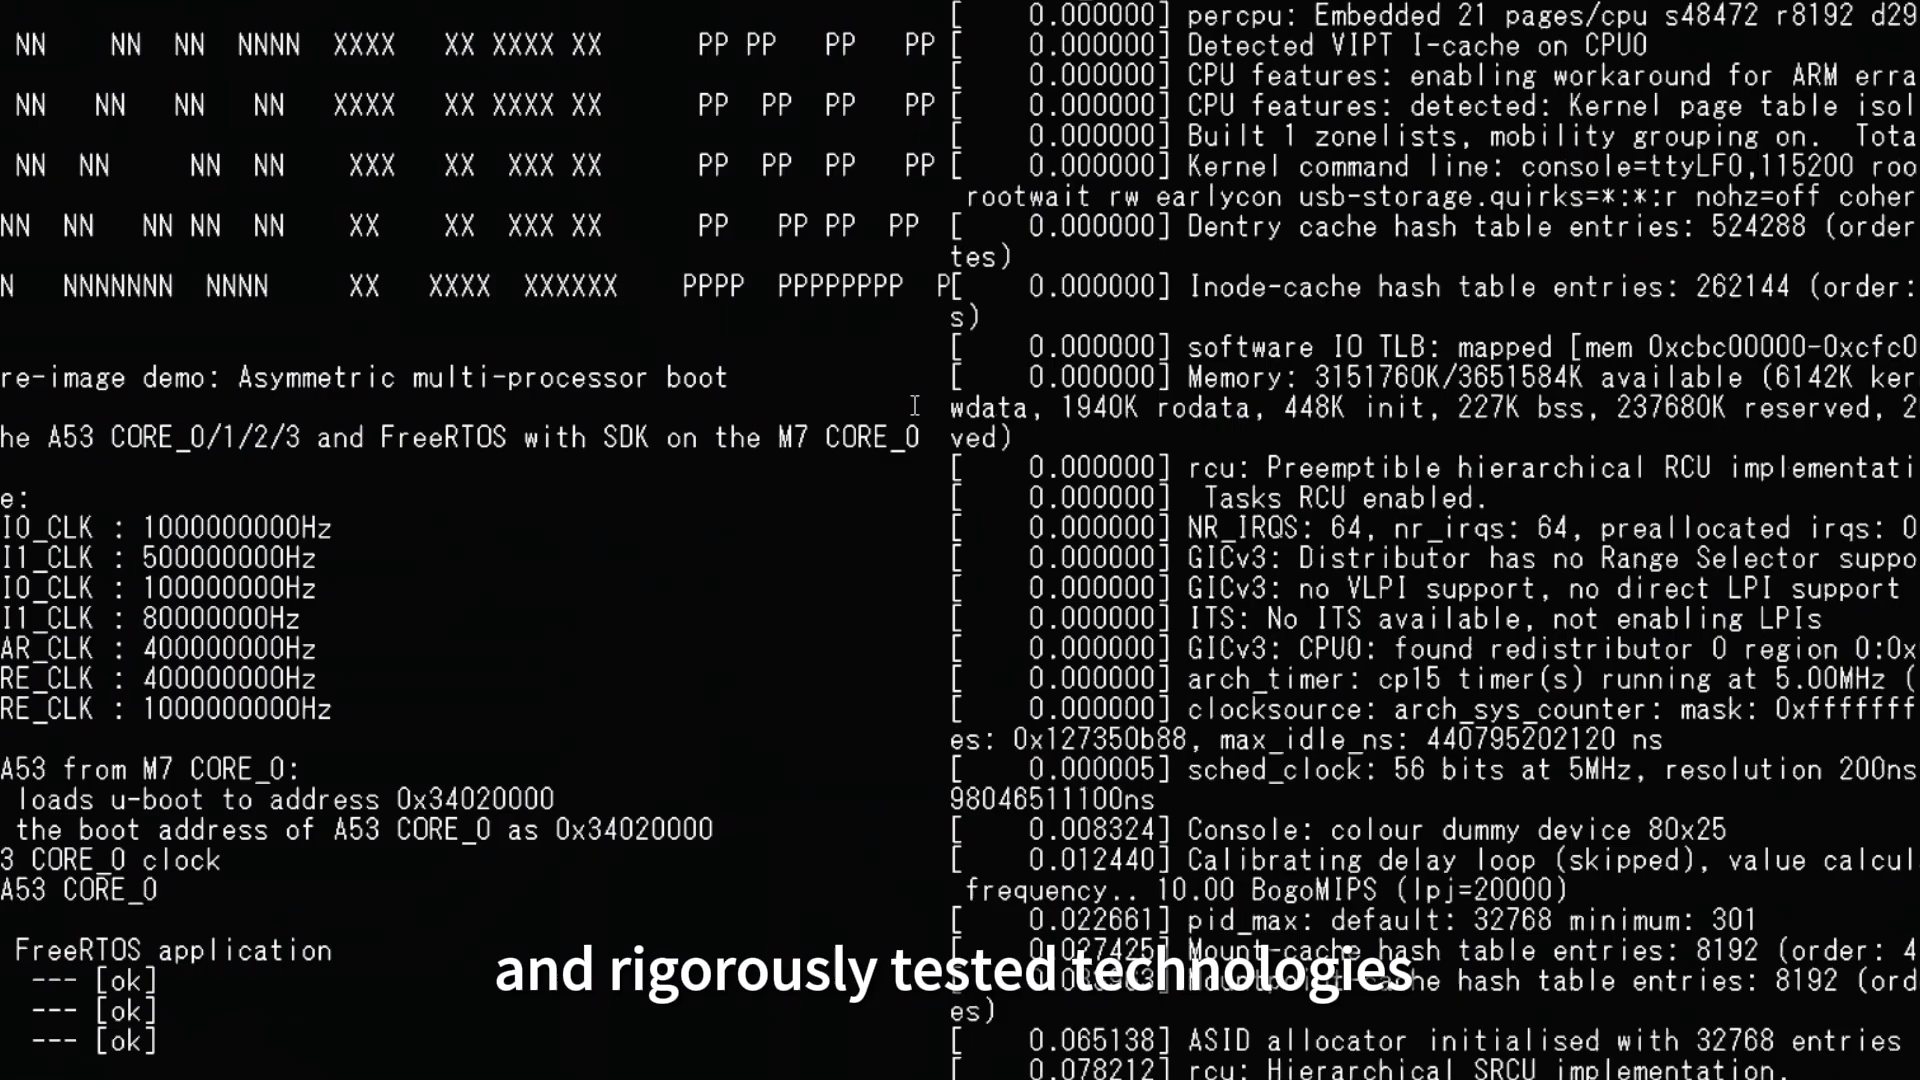 NN NN NN NNNN XXXX XX XXXX XX PP PP PP PP
NN NN NN NN XXXX XX XXXX XX PP PP PP PP
NN NN NN NN XXX XX XXX XX PP PP PP PP
NN NN NN NN NN XX XX XXX XX PP PP PP PP
N NNNNNNN NNNN XX XXXX XXXXXX PPPP PPPPPPPP P
re-image demo: Asymmetric multi-processor boot
he A53 CORE_0/1/2/3 and FreeRTOS with SDK on the M7 CORE_0
e:
I0_CLK : 1000000000Hz
I1_CLK : 500000000Hz
I0_CLK : 100000000Hz
I1_CLK : 80000000Hz
AR_CLK : 400000000Hz
RE_CLK : 400000000Hz
RE_CLK : 1000000000Hz
A53 from M7 CORE_0:
loads u-boot to address 0x34020000
the boot address of A53 CORE_0 as 0x34020000
3 CORE_0 clock
A53 CORE_0
FreeRTOS application
--- [ok]
--- [ok]
--- [ok]
[ 0.000000] percpu: Embedded 21 pages/cpu s48472 r8192 d29
[ 0.000000] Detected VIPT I-cache on CPU0
[ 0.000000] CPU features: enabling workaround for ARM erra
[ 0.000000] CPU features: detected: Kernel page table isol
[ 0.000000] Built 1 zonelists, mobility grouping on. Tota
[ 0.000000] Kernel command line: console=ttyLF0,115200 roo
rootwait rw earlycon usb-storage.quirks=*:*:r nohz=off coher
[ 0.000000] Dentry cache hash table entries: 524288 (order
tes)
[ 0.000000] Inode-cache hash table entries: 262144 (order:
s)
[ 0.000000] software IO TLB: mapped [mem 0xcbc00000-0xcfc0
[ 0.000000] Memory: 3151760K/3651584K available (6142K ker
wdata, 1940K rodata, 448K init, 227K bss, 237680K reserved, 2
ved)
[ 0.000000] rcu: Preemptible hierarchical RCU implementati
[ 0.000000] Tasks RCU enabled.
[ 0.000000] NR_IRQS: 64, nr_irqs: 64, preallocated irqs: 0
[ 0.000000] GICv3: Distributor has no Range Selector suppo
[ 0.000000] GICv3: no VLPI support, no direct LPI support
[ 0.000000] ITS: No ITS available, not enabling LPIs
[ 0.000000] GICv3: CPU0: found redistributor 0 region 0:0x
[ 0.000000] arch_timer: cp15 timer(s) running at 5.00MHz (
[ 0.000000] clocksource: arch_sys_counter: mask: 0xfffffff
es: 0x127350b88, max_idle_ns: 440795202120 ns
[ 0.000005] sched_clock: 56 bits at 5MHz, resolution 200ns
98046511100ns
[ 0.008324] Console: colour dummy device 80x25
[ 0.012440] Calibrating delay loop (skipped), value calcul
frequency.. 10.00 BogoMIPS (lpj=20000)
[ 0.022661] pid_max: default: 32768 minimum: 301
[ 0.027425] Mount-cache hash table entries: 8192 (order: 4
hash table entries: 8192 (ord
es)
[ 0.065138] ASID allocator initialised with 32768 entries
[ 0.078212] rcu: Hierarchical SRCU implementation.
and rigorously tested technologies